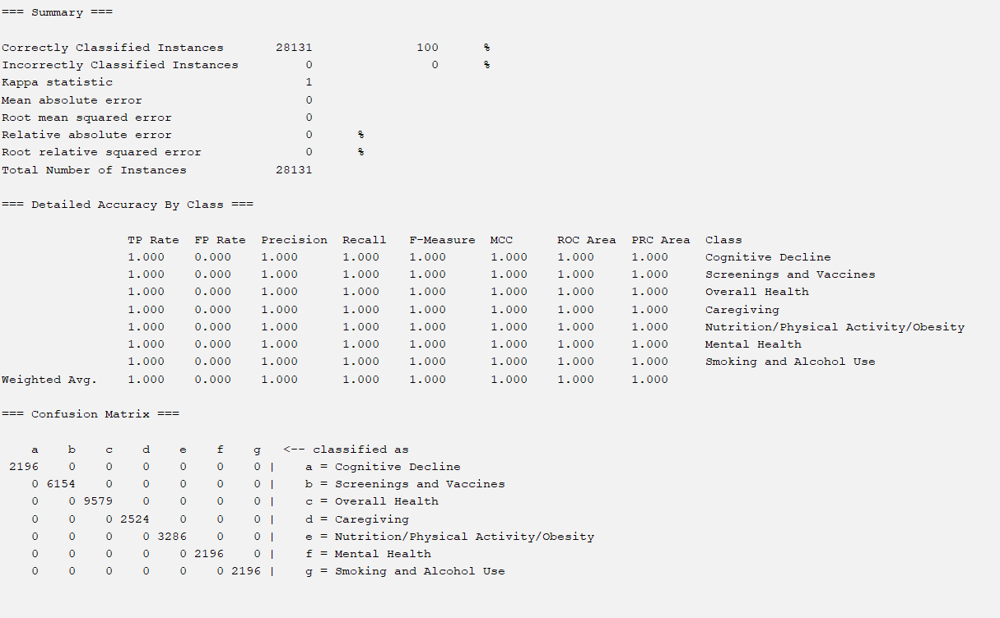 === Summary ===
Correctly Classified Instances 28131 100 %
Incorrectly Classified Instances 0 0 %
Kappa statistic 1
Mean absolute error 0
Root mean squared error 0
Relative absolute error 0 %
Root relative squared error 0 %
Total Number of Instances 28131
=== Detailed Accuracy By Class ===
TP Rate FP Rate Precision Recall F-Measure MCC ROC Area PRC Area Class
1.000 0.000 1.000 1.000 1.000 1.000 1.000 1.000 Cognitive Decline
1.000 0.000 1.000 1.000 1.000 1.000 1.000 1.000 Screenings and Vaccines
1.000 0.000 1.000 1.000 1.000 1.000 1.000 1.000 Overall Health
1.000 0.000 1.000 1.000 1.000 1.000 1.000 1.000 Caregiving
1.000 0.000 1.000 1.000 1.000 1.000 1.000 1.000 Nutrition/Physical Activity/Obesity
1.000 0.000 1.000 1.000 1.000 1.000 1.000 1.000 Mental Health
1.000 0.000 1.000 1.000 1.000 1.000 1.000 1.000 Smoking and Alcohol Use
Weighted Avg. 1.000 0.000 1.000 1.000 1.000 1.000 1.000 1.000
=== Confusion Matrix ===
a b c d e f g <-- classified as
2196 0 0 0 0 0 0 | a = Cognitive Decline
0 6154 0 0 0 0 0 | b = Screenings and Vaccines
0 0 9579 0 0 0 0 | c = Overall Health
0 0 0 2524 0 0 0 | d = Caregiving
0 0 0 0 3286 0 0 | e = Nutrition/Physical Activity/Obesity
0 0 0 0 0 2196 0 | f = Mental Health
0 0 0 0 0 0 2196 | g = Smoking and Alcohol Use